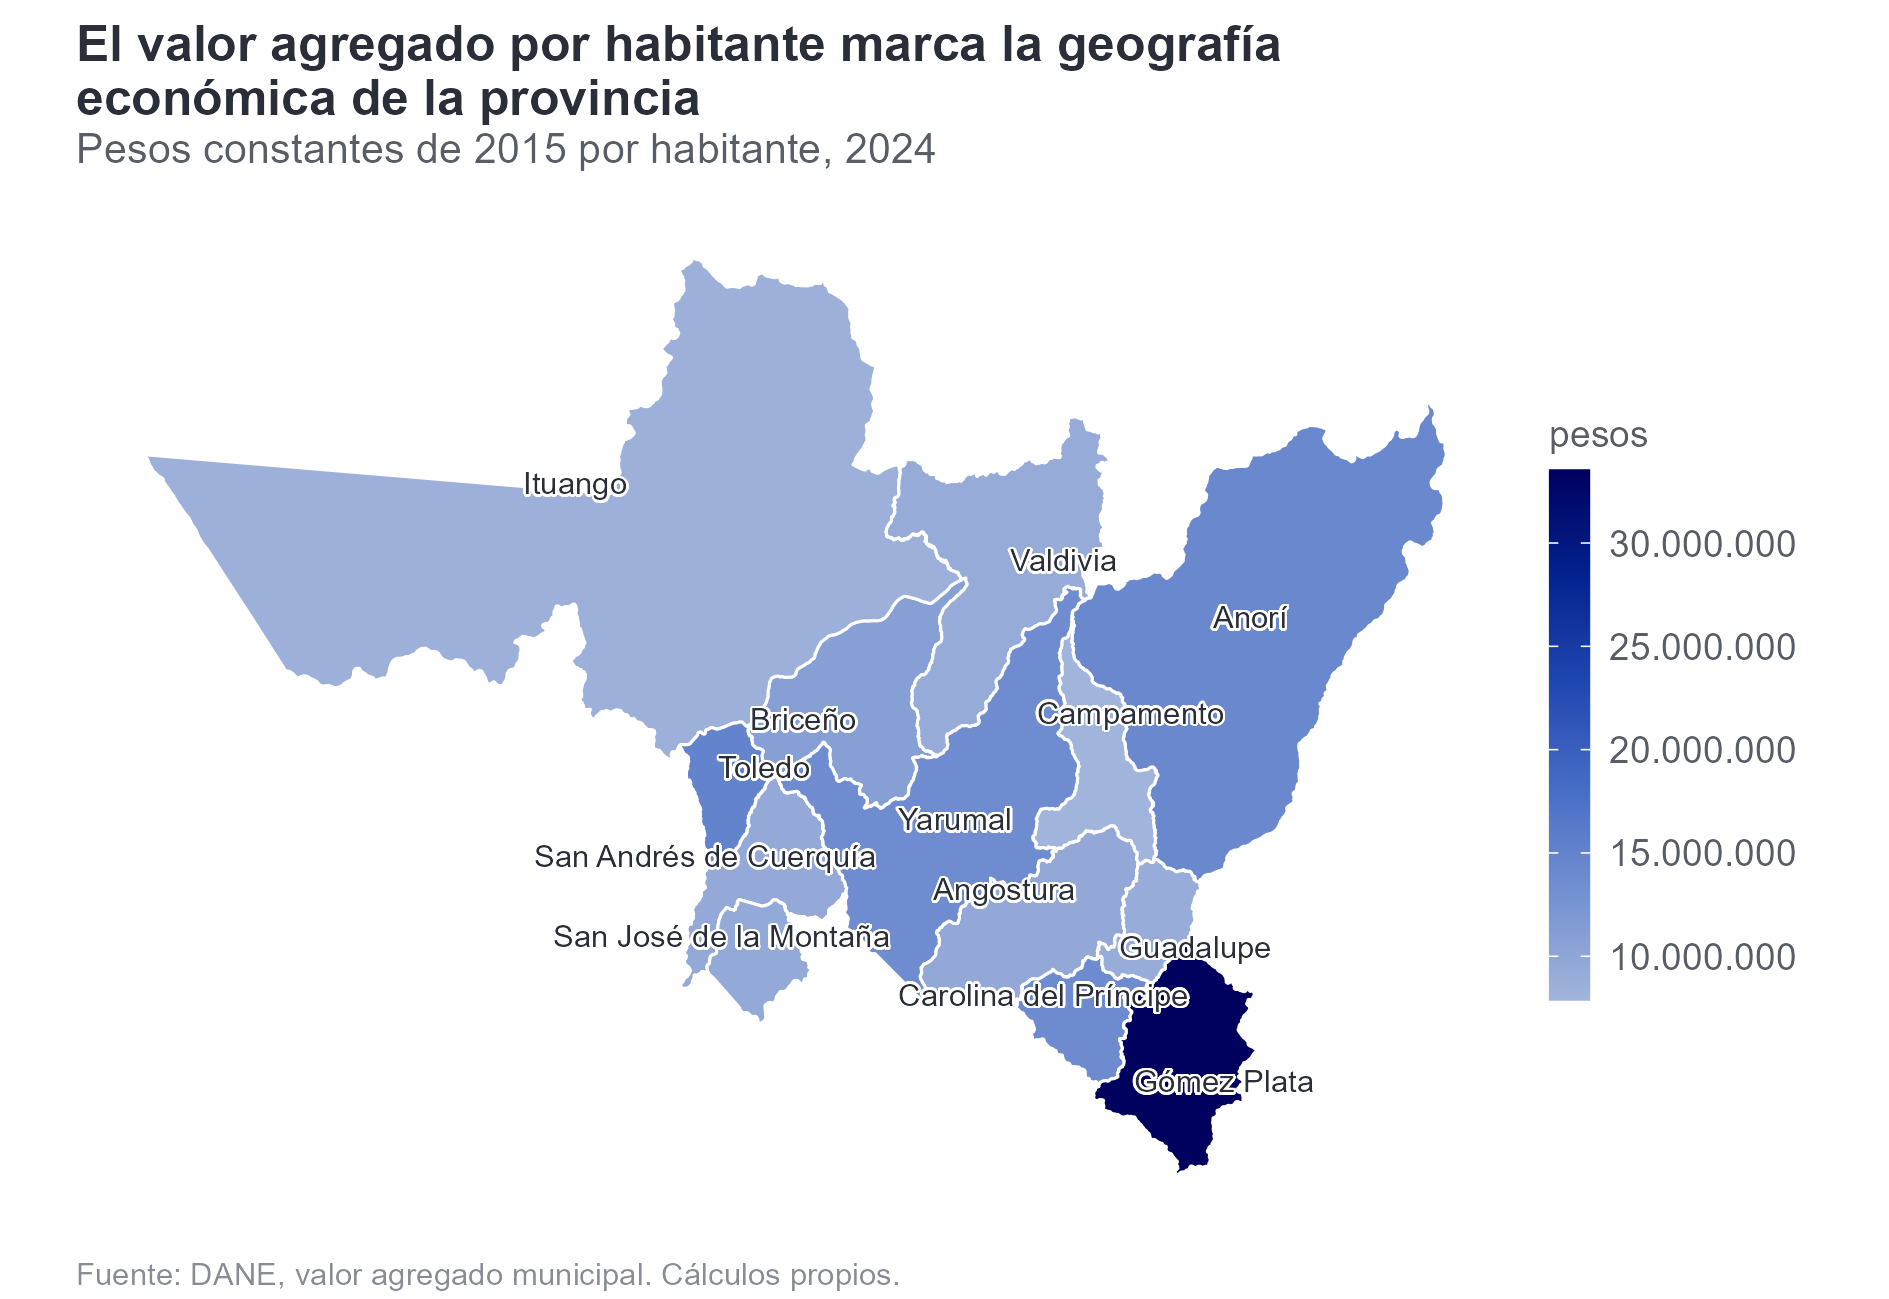 El valor agregado por habitante marca la geografía
económica de la provincia
Pesos constantes de 2015 por habitante, 2024
Ituango
Valdivia
Anorí
Briceño
Campamento
Toledo
Yarumal
San Andrés de Cuerquía
Angostura
San José de la Montaña
Guadalupe
Carolina del Príncipe
Gómez Plata
pesos
30.000.000
25.000.000
20.000.000
15.000.000
10.000.000
Fuente: DANE, valor agregado municipal. Cálculos propios.